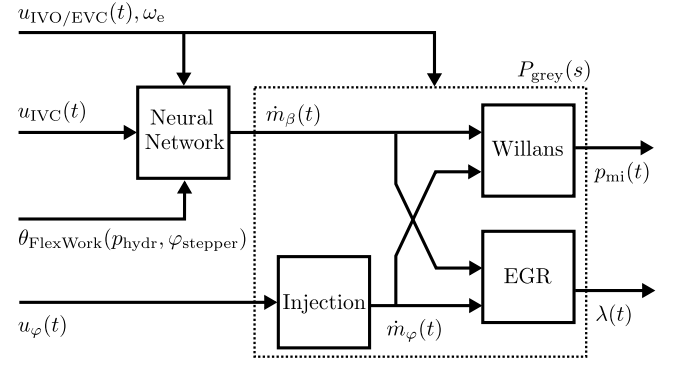 u_IVO/EVC(t), ω_e
P_grey(s)
u_IVC(t)
Neural
Network
ṁ_β(t)
Willans
p_mi(t)
θ_FlexWork(p_hydr, φ_stepper)
EGR
Injection
u_φ(t)
ṁ_φ(t)
λ(t)